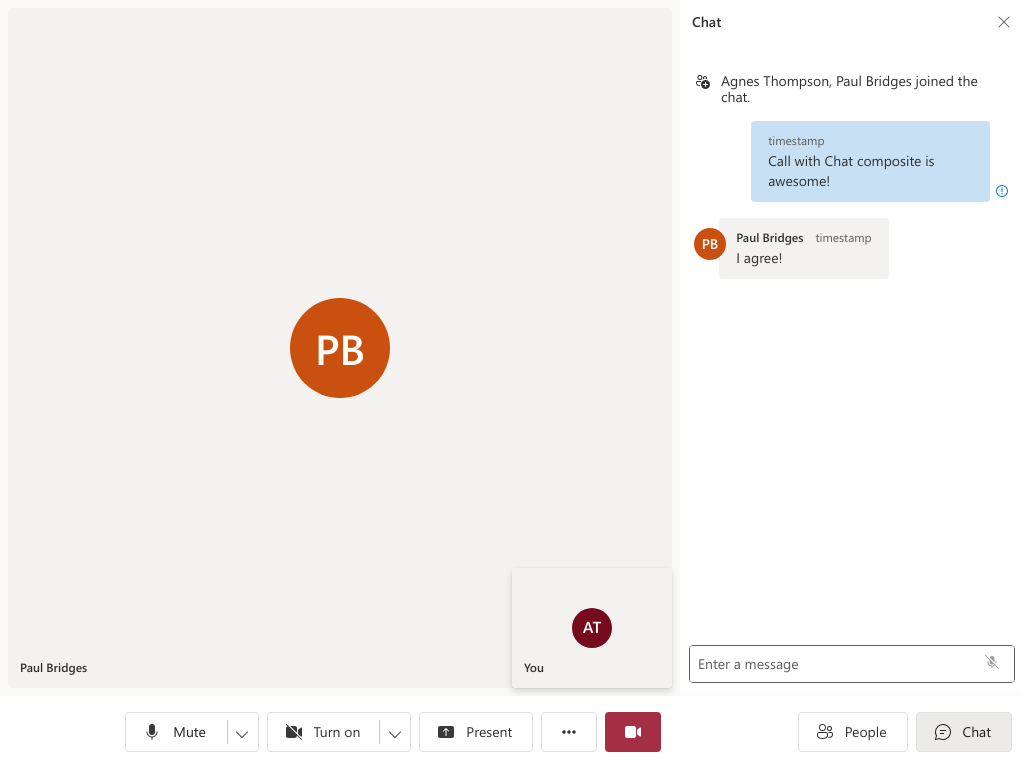 Chat
Agnes Thompson, Paul Bridges joined the
chat.
timestamp
Call with Chat composite is
awesome!
PB
Paul Bridges timestamp
I agree!
PB
AT
Paul Bridges
You
Enter a message
Mute
Turn on
Present
People
Chat